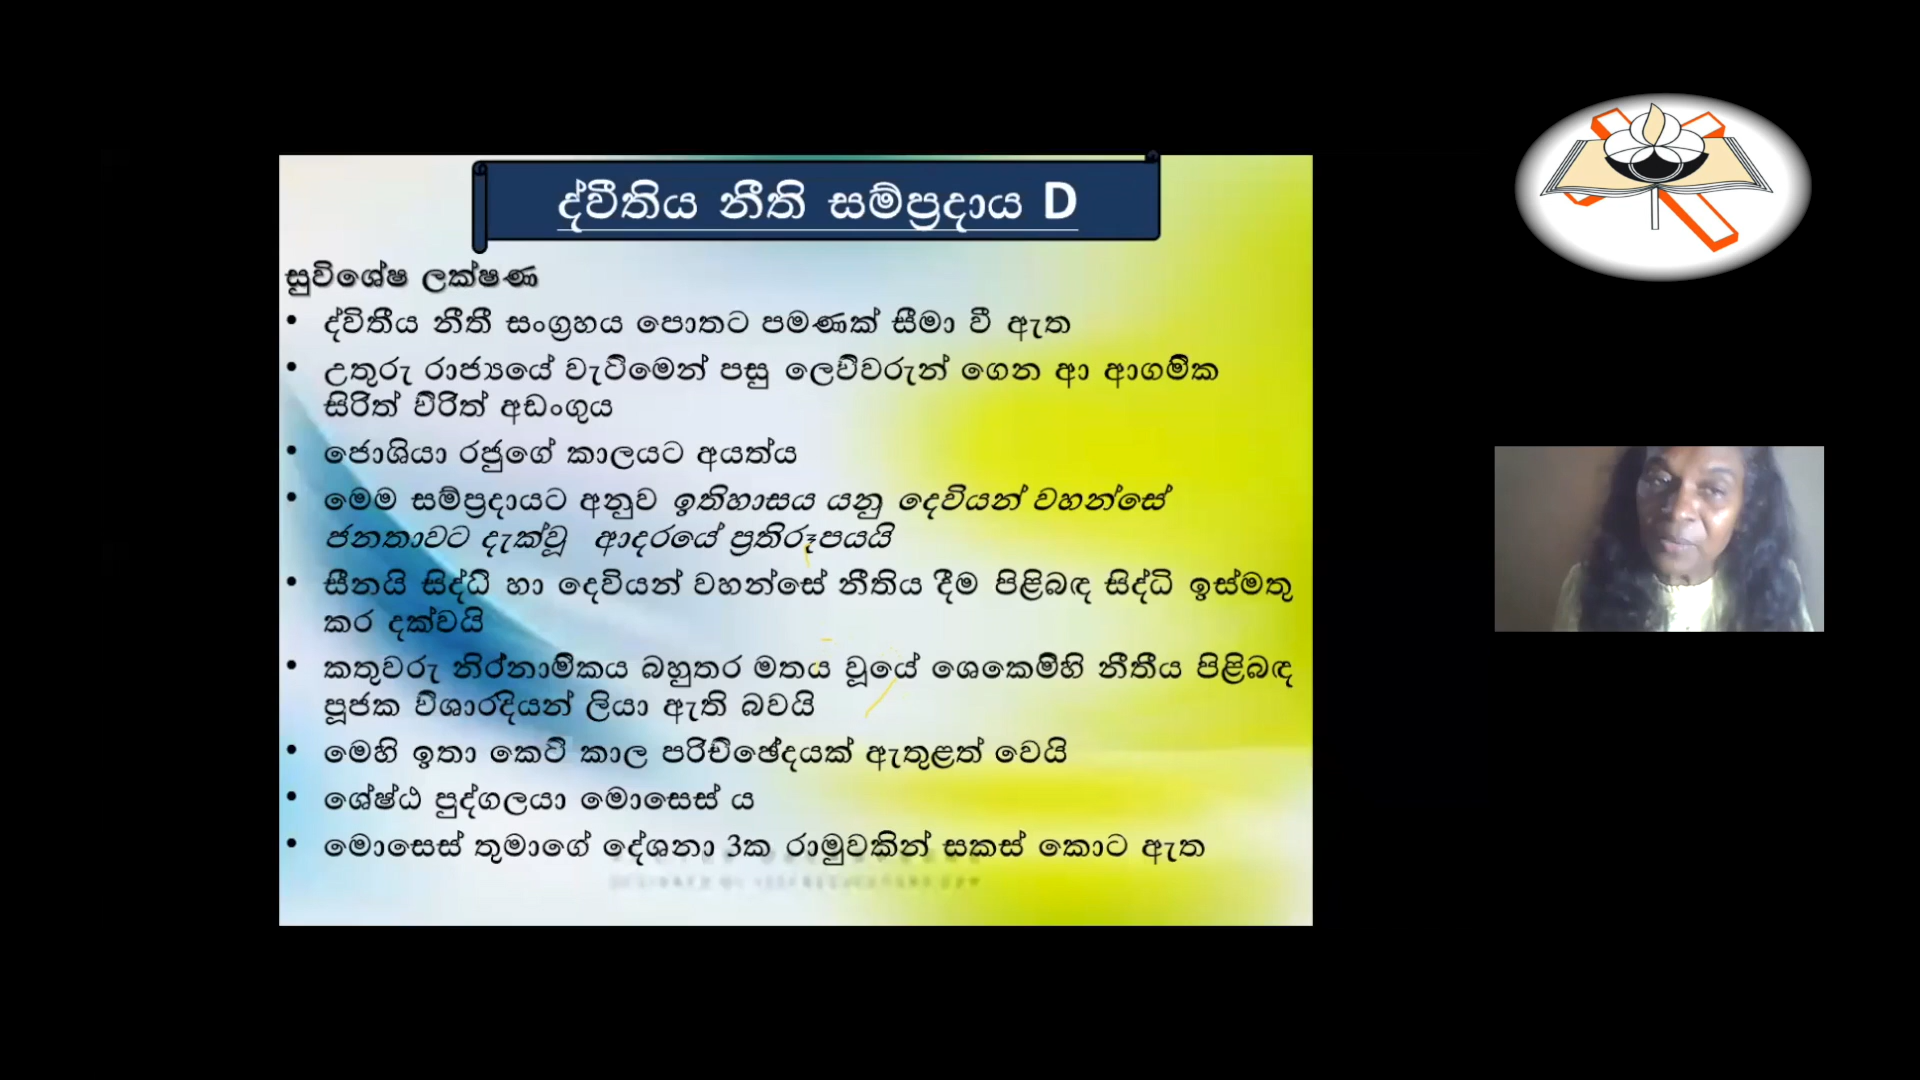 ද්වීතිය නීති සම්ප්‍රදාය D
සුවිශේෂ ලක්ෂණ
• ද්විතීය නීතී සංග්‍රහය පොතට පමණක් සීමා වී ඇත
• උතුරු රාජ්‍යයේ වැටිමෙන් පසු ලෙව්වරුන් ගෙන ආ ආගමික
සිරිත් විරිත් අඩංගුය
• ජොශියා රජුගේ කාලයට අයත්ය
• මෙම සම්ප්‍රදායට අනුව ඉතිහාසය යනු දෙවියන් වහන්සේ
ජනතාවට දැක්වූ ආදරයේ ප්‍රතිරූපයයි
• සීනයි සිද්ධි හා දෙවියන් වහන්සේ නීතිය දීම පිළිබඳ සිද්ධි ඉස්මතු
කර දක්වයි
• කතුවරු නිර්නාමිකය බහුතර මතය වූයේ ශෙකෙම්හි නීතීය පිළිබඳ
පූජක විශාරදයන් ලියා ඇති බවයි
• මෙහි ඉතා කෙටි කාල පරිච්ඡේදයක් ඇතුළත් වෙයි
• ශේෂ්ඨ පුද්ගලයා මොසෙස් ය
• මොසෙස් තුමාගේ දේශනා 3ක රාමුවකින් සකස් කොට ඇත